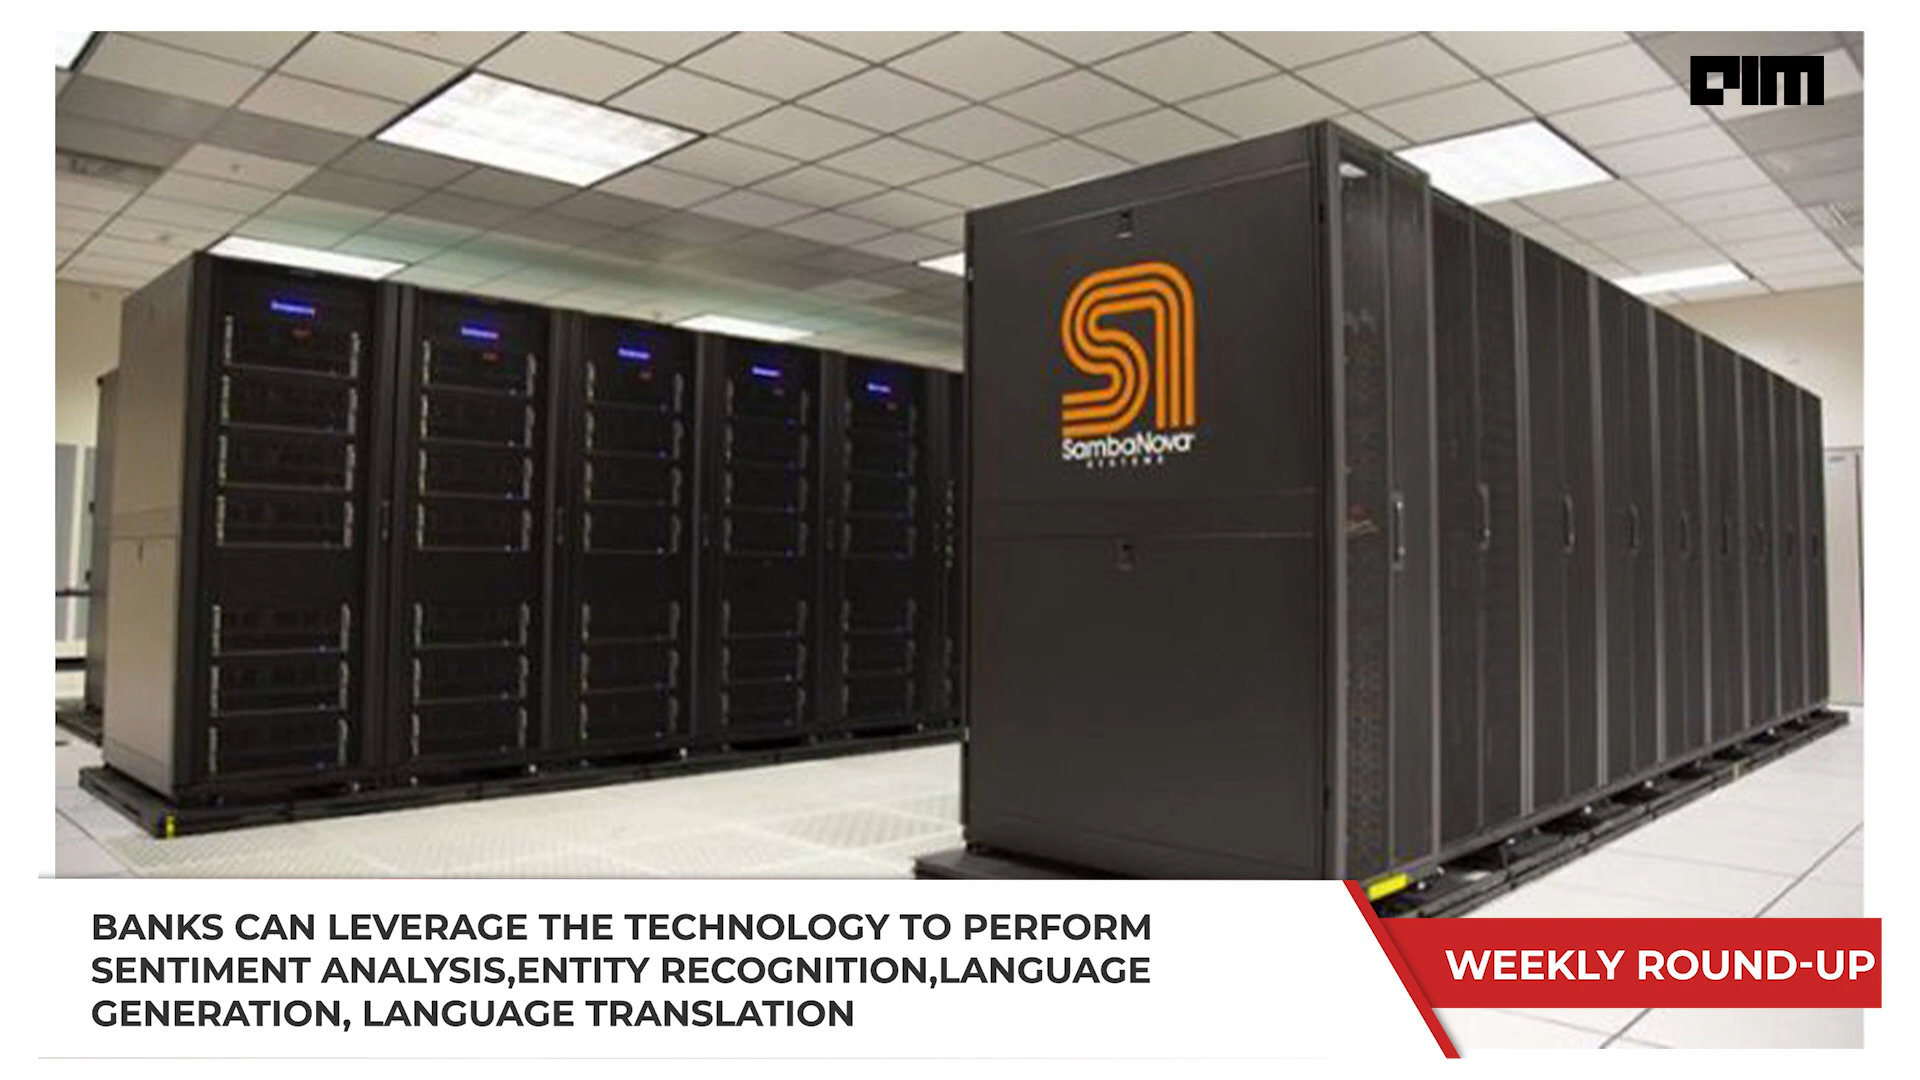 AIM
SambaNova
SYSTEMS
BANKS CAN LEVERAGE THE TECHNOLOGY TO PERFORM
SENTIMENT ANALYSIS,ENTITY RECOGNITION,LANGUAGE
GENERATION, LANGUAGE TRANSLATION
WEEKLY ROUND-UP